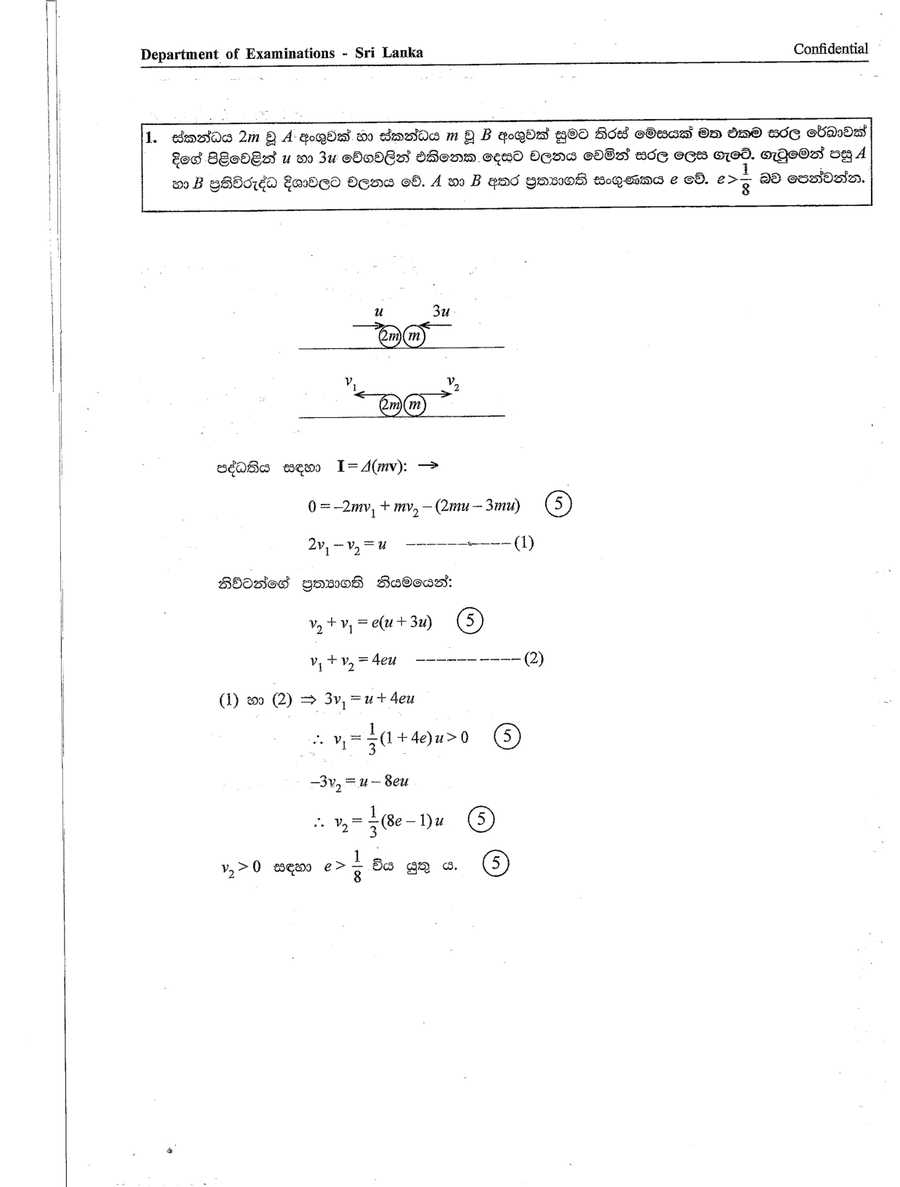 Department of Examinations - Sri Lanka
Confidential
1. ස්කන්ධය 2m වූ A අංශුවක් හා ස්කන්ධය m වූ B අංශුවක් සුමට තිරස් මේසයක් මත එකම සරල රේඛාවක්
දිගේ පිළිවෙළින් u හා 3u වේගවලින් එකිනෙක දෙසට චලනය වෙමින් සරල ලෙස ගැටේ. ගැටුමෙන් පසු A
හා B ප්‍රතිවිරුද්ධ දිශාවලට චලනය වේ. A හා B අතර ප්‍රත්‍යාගති සංගුණකය e වේ. e > 1/8 බව පෙන්වන්න.
u 3u
2m m
v₁ v₂
2m m
පද්ධතිය සඳහා I = Δ(mv): →
0 = –2mv₁ + mv₂ – (2mu – 3mu) 5
2v₁ – v₂ = u ---------- (1)
නිව්ටන්ගේ ප්‍රත්‍යාගති නියමයෙන්:
v₂ + v₁ = e(u + 3u) 5
v₁ + v₂ = 4eu ---------- (2)
(1) හා (2) ⇒ 3v₁ = u + 4eu
∴ v₁ = 1/3 (1 + 4e) u > 0 5
–3v₂ = u – 8eu
∴ v₂ = 1/3 (8e – 1) u 5
v₂ > 0 සඳහා e > 1/8 විය යුතු ය. 5